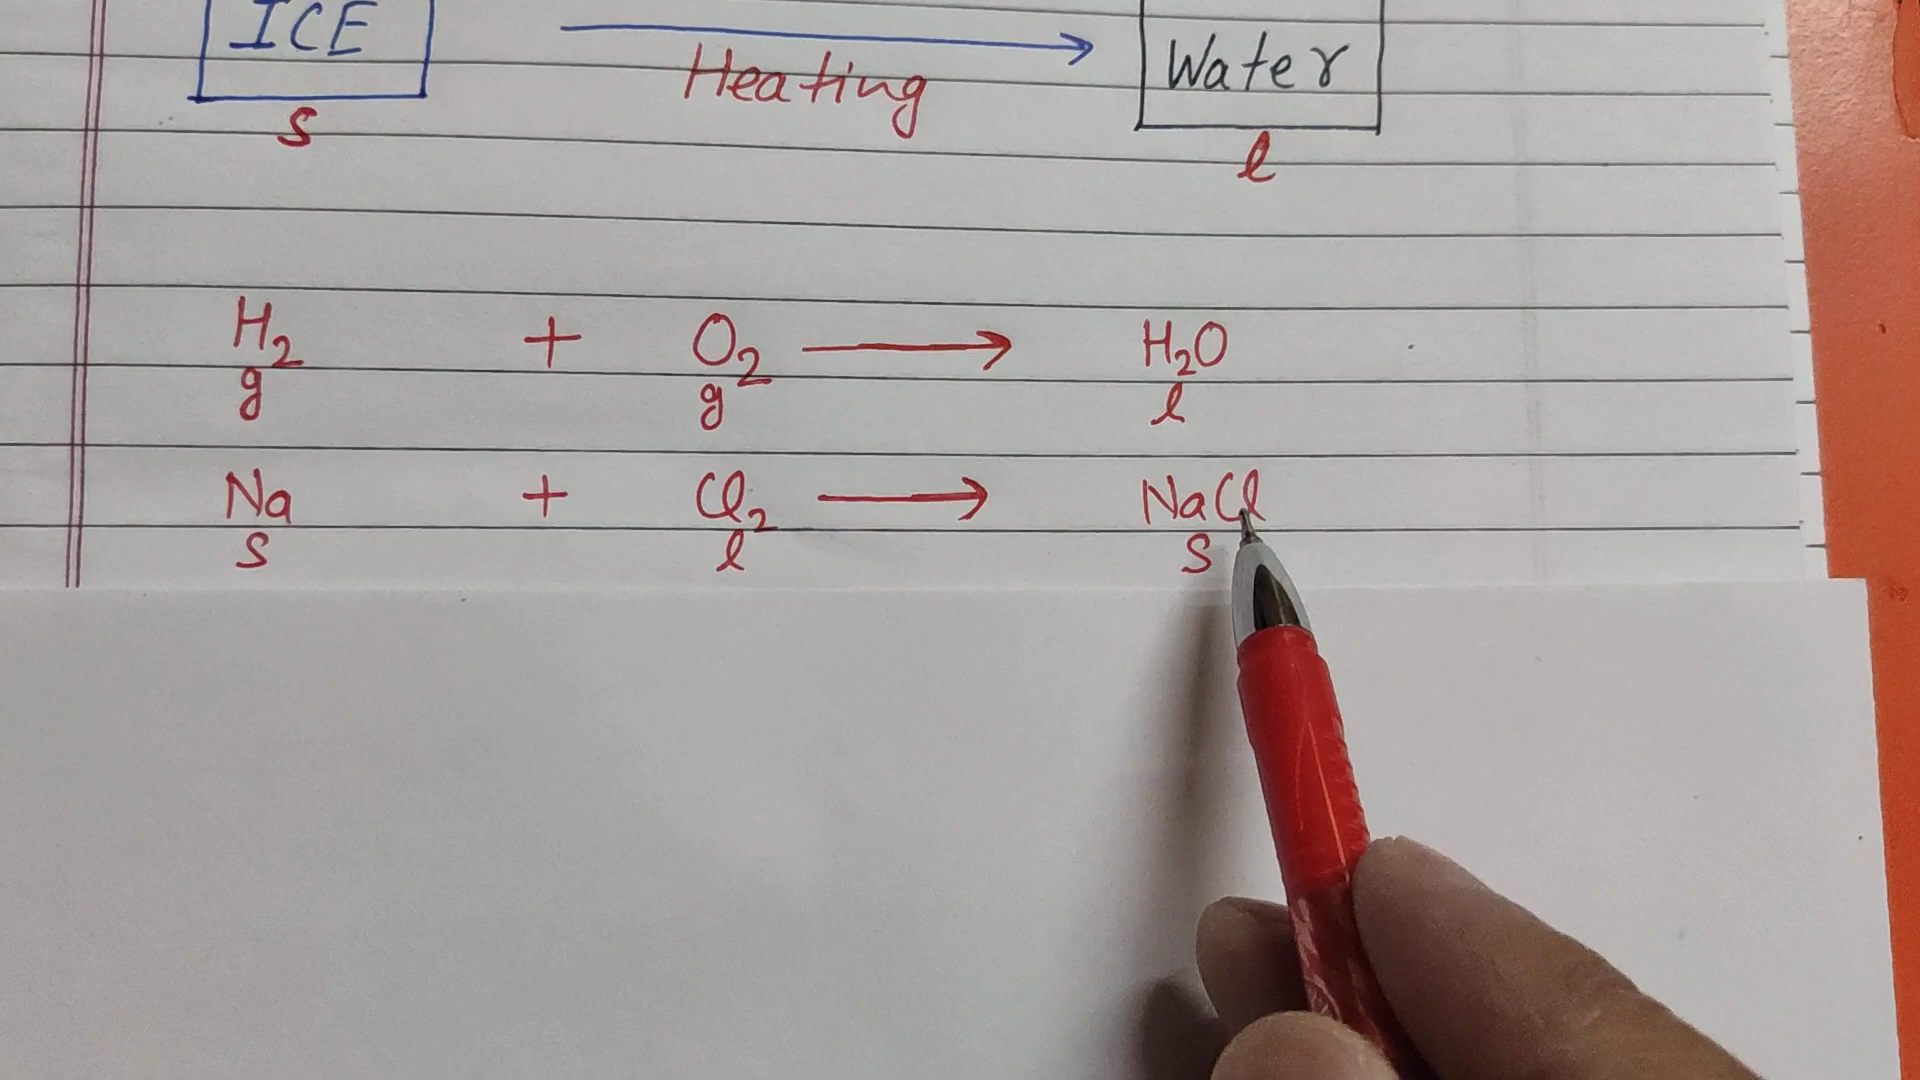 ICE Heating Water
s l
H₂ + O₂ → H₂O
g g l
Na + Cl₂ → NaCl
s l s